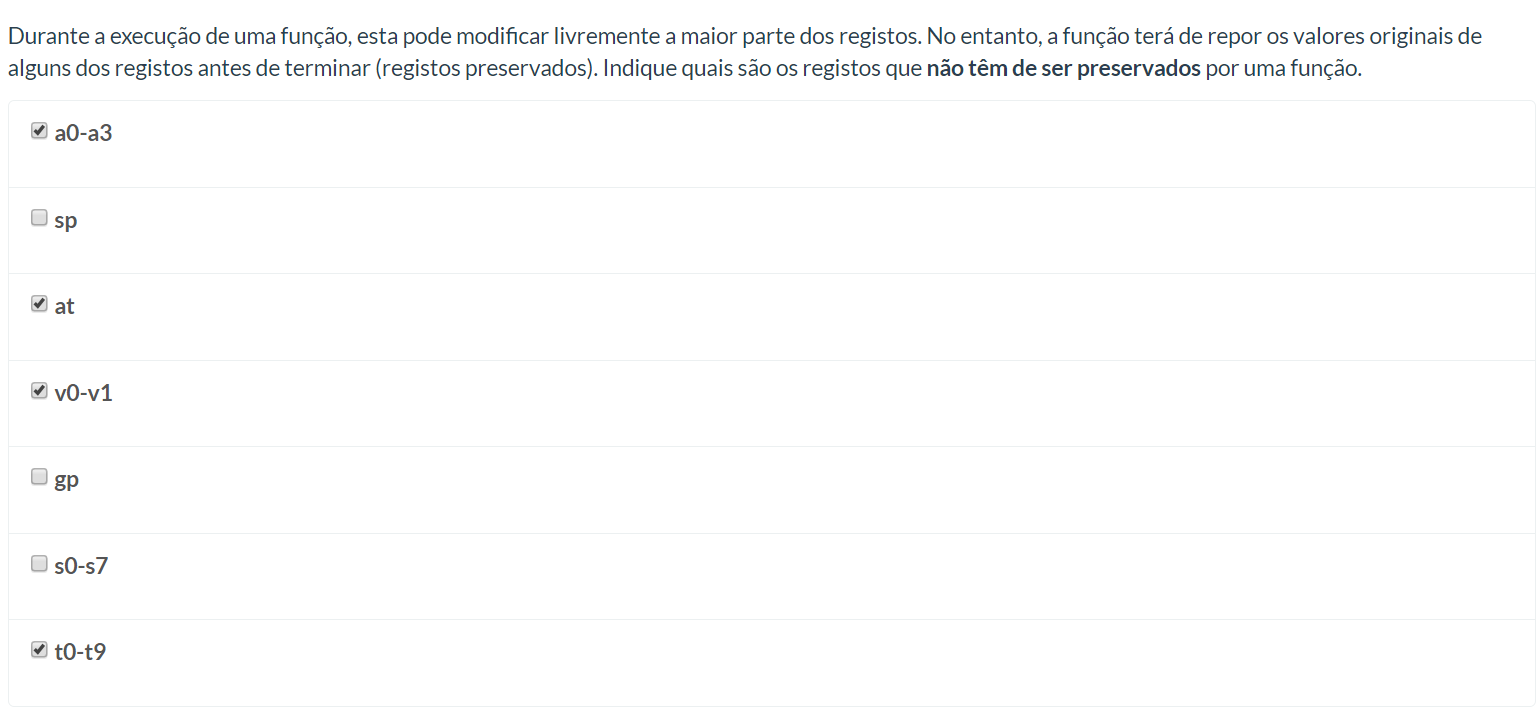 Durante a execução de uma função, esta pode modificar livremente a maior parte dos registos. No entanto, a função terá de repor os valores originais de
alguns dos registos antes de terminar (registos preservados). Indique quais são os registos que não têm de ser preservados por uma função.
a0-a3
sp
at
v0-v1
gp
s0-s7
t0-t9